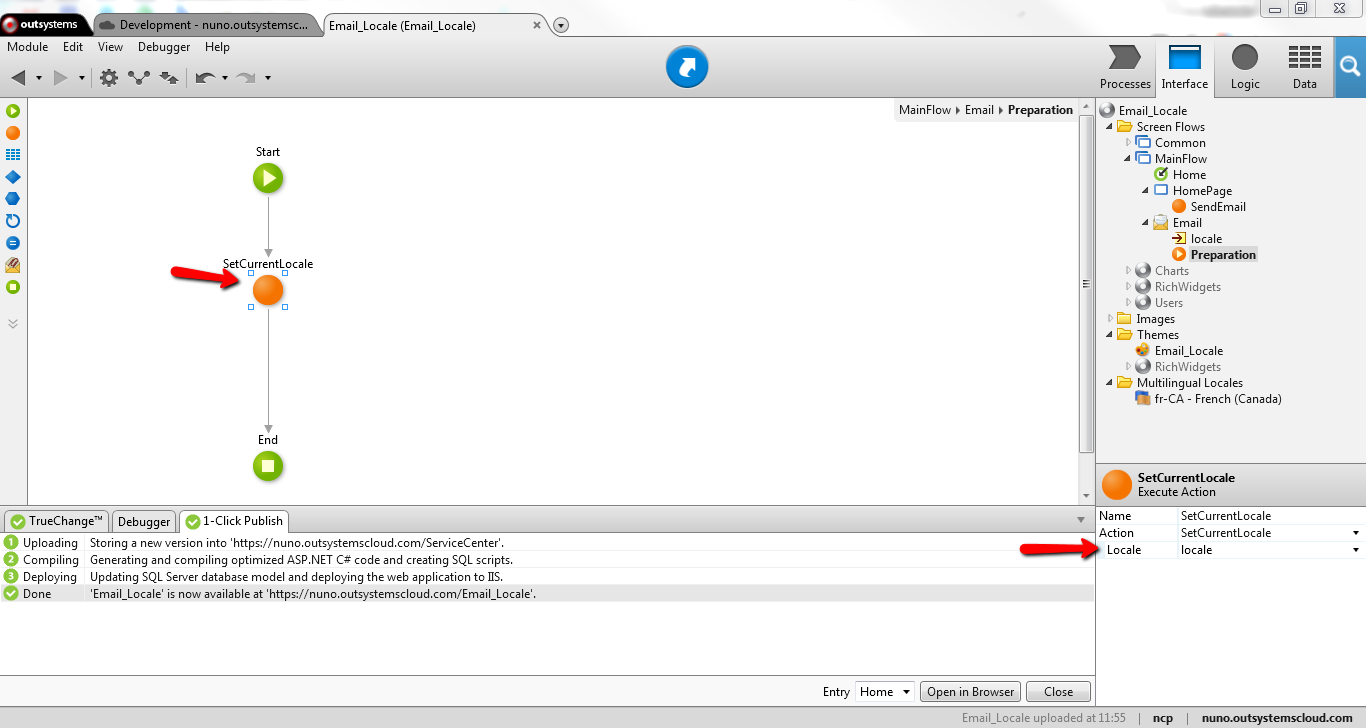 outsystems
Development - nuno.outsystemsc...
Email_Locale (Email_Locale)
Module Edit View Debugger Help
Processes Interface Logic Data
MainFlow Email Preparation
Start
SetCurrentLocale
End
Email_Locale
Screen Flows
Common
MainFlow
Home
HomePage
SendEmail
Email
locale
Preparation
Charts
RichWidgets
Users
Images
Themes
Email_Locale
RichWidgets
Multilingual Locales
fr-CA - French (Canada)
SetCurrentLocale
Execute Action
Name SetCurrentLocale
Action SetCurrentLocale
Locale locale
TrueChange™ Debugger 1-Click Publish
1 Uploading Storing a new version into 'https://nuno.outsystemscloud.com/ServiceCenter'.
2 Compiling Generating and compiling optimized ASP.NET C# code and creating SQL scripts.
3 Deploying Updating SQL Server database model and deploying the web application to IIS.
Done 'Email_Locale' is now available at 'https://nuno.outsystemscloud.com/Email_Locale'.
Entry Home Open in Browser Close
Email_Locale uploaded at 11:55 | ncp | nuno.outsystemscloud.com